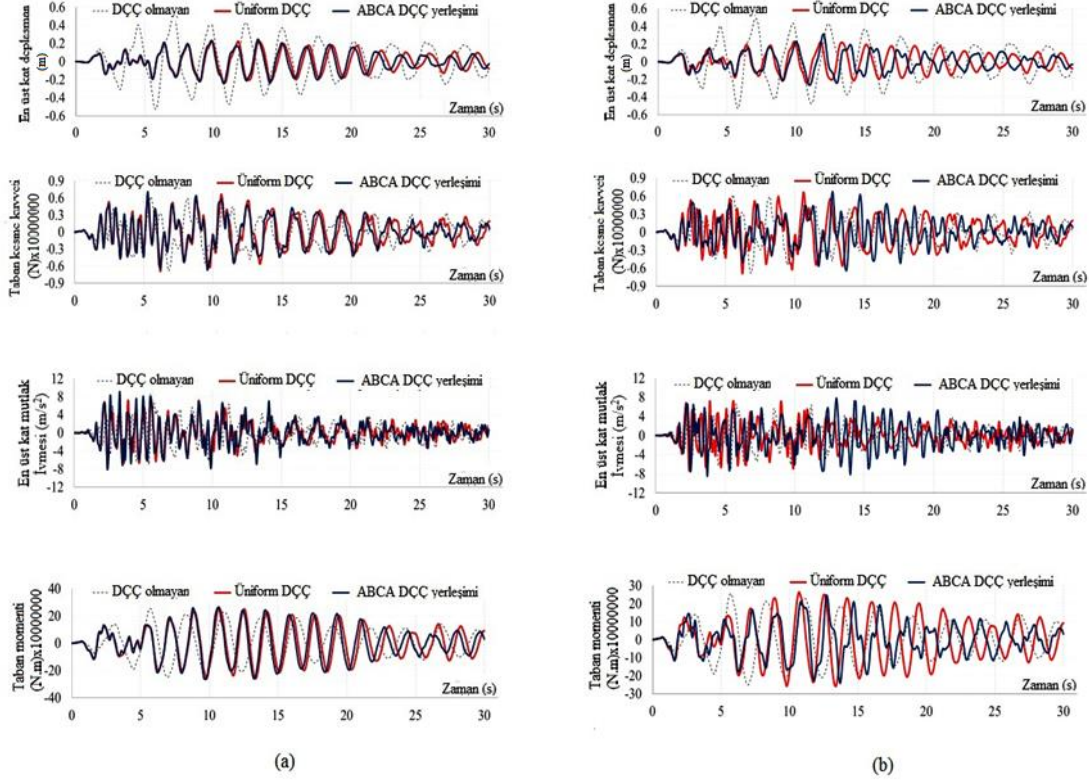 DÇÇ olmayan Üniform DÇÇ ABCA DÇÇ yerleşimi
En üst kat deplasman
(m)
0.6
0.4
0.2
0
-0.2
-0.4
-0.6
Zaman (s)
0 5 10 15 20 25 30
DÇÇ olmayan Üniform DÇÇ ABCA DÇÇ yerleşimi
Taban kesme kuvveti
(N)x10000000
0.9
0.6
0.3
0
-0.3
-0.6
-0.9
Zaman (s)
0 5 10 15 20 25 30
DÇÇ olmayan Üniform DÇÇ ABCA DÇÇ yerleşimi
En üst kat mutlak
İvmesi (m/s²)
12
8
4
0
-4
-8
-12
Zaman (s)
0 5 10 15 20 25 30
DÇÇ olmayan Üniform DÇÇ ABCA DÇÇ yerleşimi
Taban momenti
(N.m)x10000000
40
20
0
-20
-40
Zaman (s)
0 5 10 15 20 25 30
(a)
DÇÇ olmayan Üniform DÇÇ ABCA DÇÇ yerleşimi
En üst kat deplasman
(m)
0.6
0.4
0.2
0
-0.2
-0.4
-0.6
Zaman (s)
0 5 10 15 20 25 30
DÇÇ olmayan Üniform DÇÇ ABCA DÇÇ yerleşimi
Taban kesme kuvveti
(N)x10000000
0.9
0.6
0.3
0
-0.3
-0.6
-0.9
Zaman (s)
0 5 10 15 20 25 30
DÇÇ olmayan Üniform DÇÇ ABCA DÇÇ yerleşimi
En üst kat mutlak
İvmesi (m/s²)
12
8
4
0
-4
-8
-12
Zaman (s)
0 5 10 15 20 25 30
DÇÇ olmayan Üniform DÇÇ ABCA DÇÇ yerleşimi
Taban momenti
(N.m)x10000000
30
20
10
0
-10
-20
-30
Zaman (s)
0 5 10 15 20 25 30
(b)